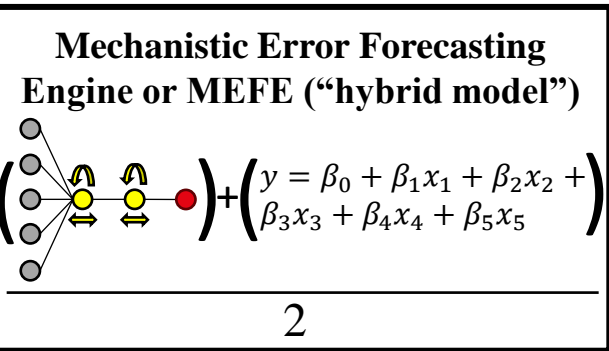 Mechanistic Error Forecasting
Engine or MEFE (“hybrid model”)
( )+( y = β₀ + β₁x₁ + β₂x₂ +
β₃x₃ + β₄x₄ + β₅x₅ )
2